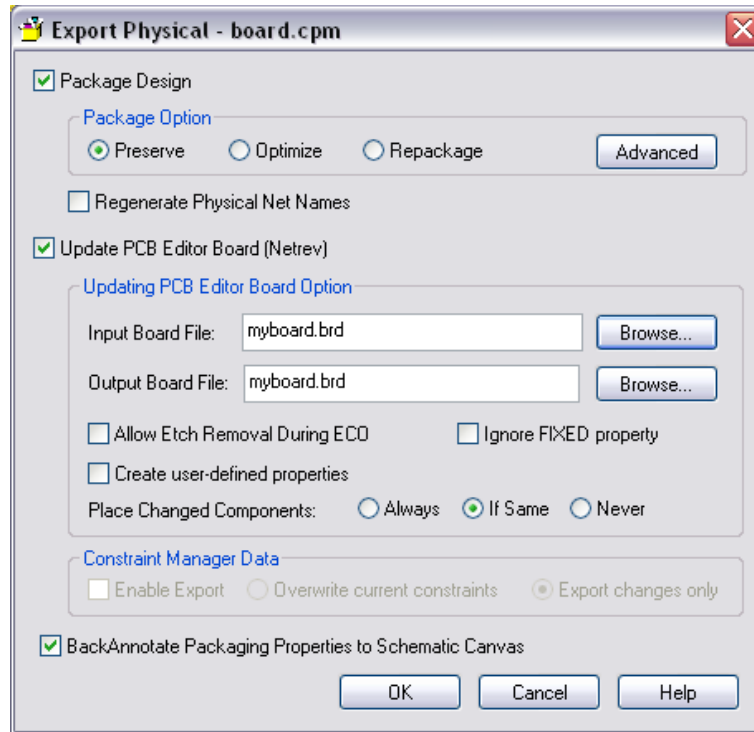 Export Physical - board.cpm
Package Design
Package Option
Preserve Optimize Repackage Advanced
Regenerate Physical Net Names
Update PCB Editor Board (Netrev)
Updating PCB Editor Board Option
Input Board File: myboard.brd Browse...
Output Board File: myboard.brd Browse...
Allow Etch Removal During ECO Ignore FIXED property
Create user-defined properties
Place Changed Components: Always If Same Never
Constraint Manager Data
Enable Export Overwrite current constraints Export changes only
BackAnnotate Packaging Properties to Schematic Canvas
OK Cancel Help